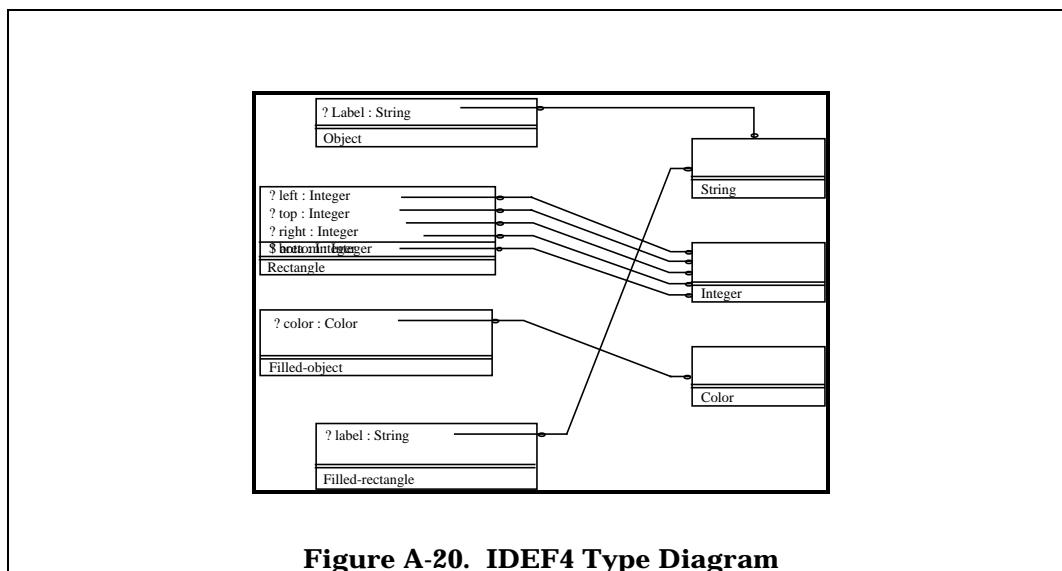 ? Label : String
Object
String
? left : Integer
? top : Integer
? right : Integer
Rectangle
Integer
? color : Color
Filled-object
Color
? label : String
Filled-rectangle
Figure A-20. IDEF4 Type Diagram